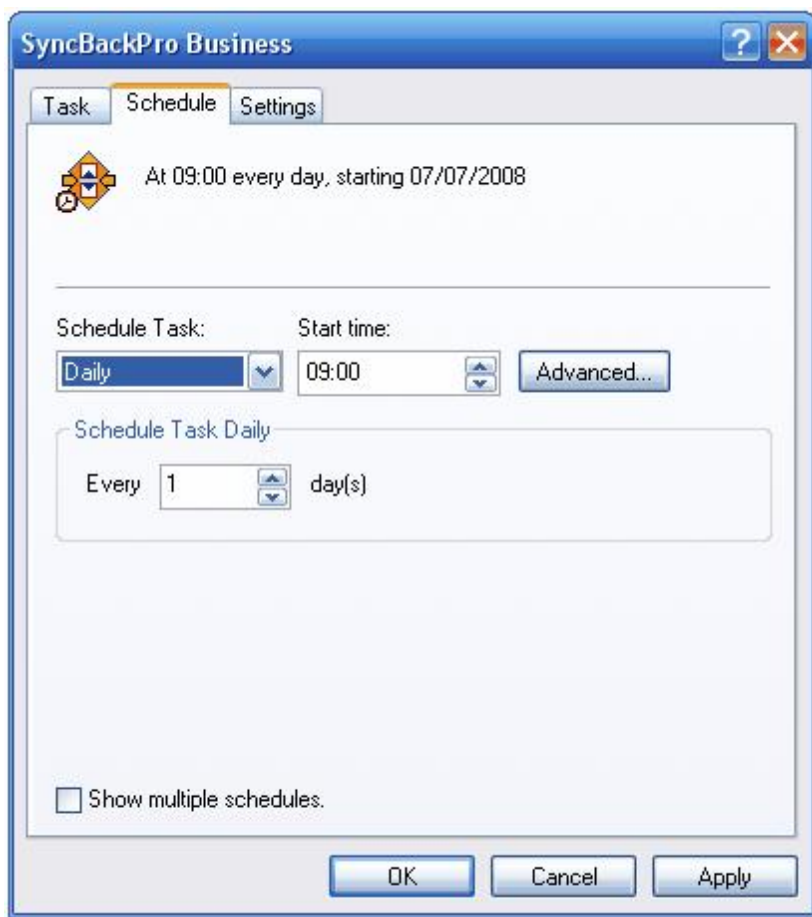 SyncBackPro Business
Task Schedule Settings
At 09:00 every day, starting 07/07/2008
Schedule Task: Start time:
Daily 09:00 Advanced...
Schedule Task Daily
Every 1 day(s)
Show multiple schedules.
OK Cancel Apply